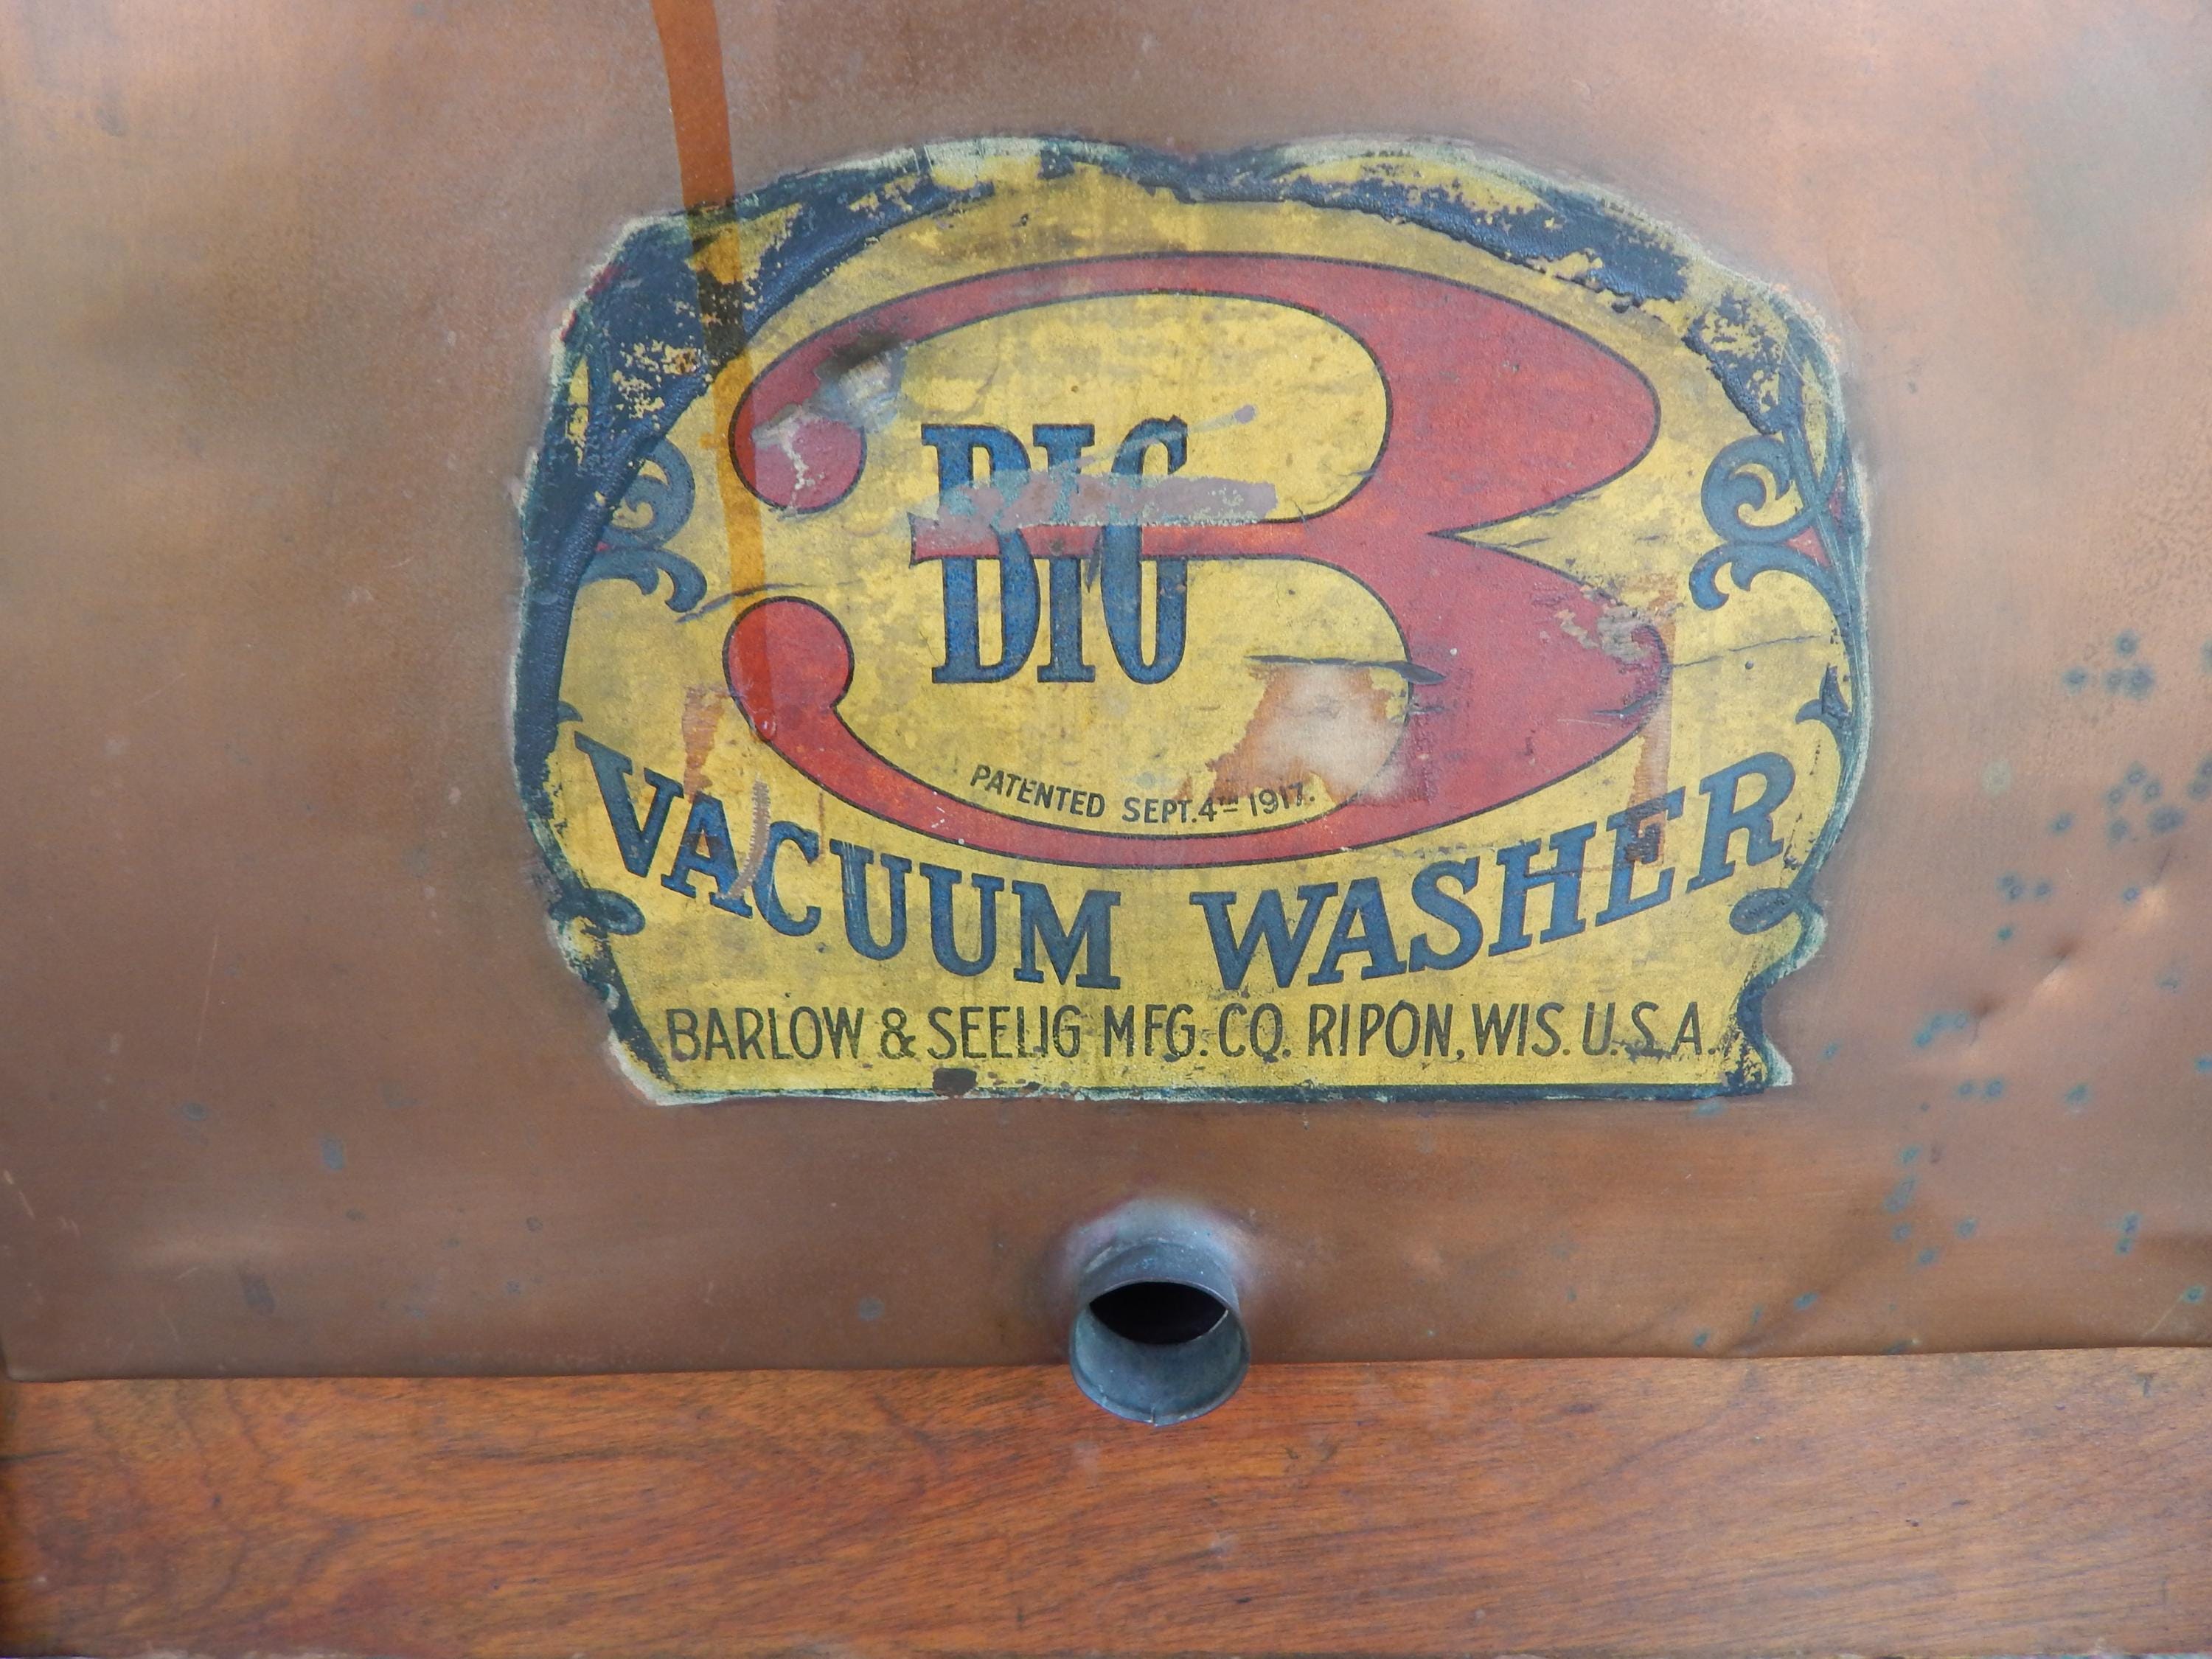 BIG 3
PATENTED SEPT. 4TH 1917.
VACUUM WASHER
BARLOW & SEELIG MFG. CO. RIPON, WIS. U.S.A.